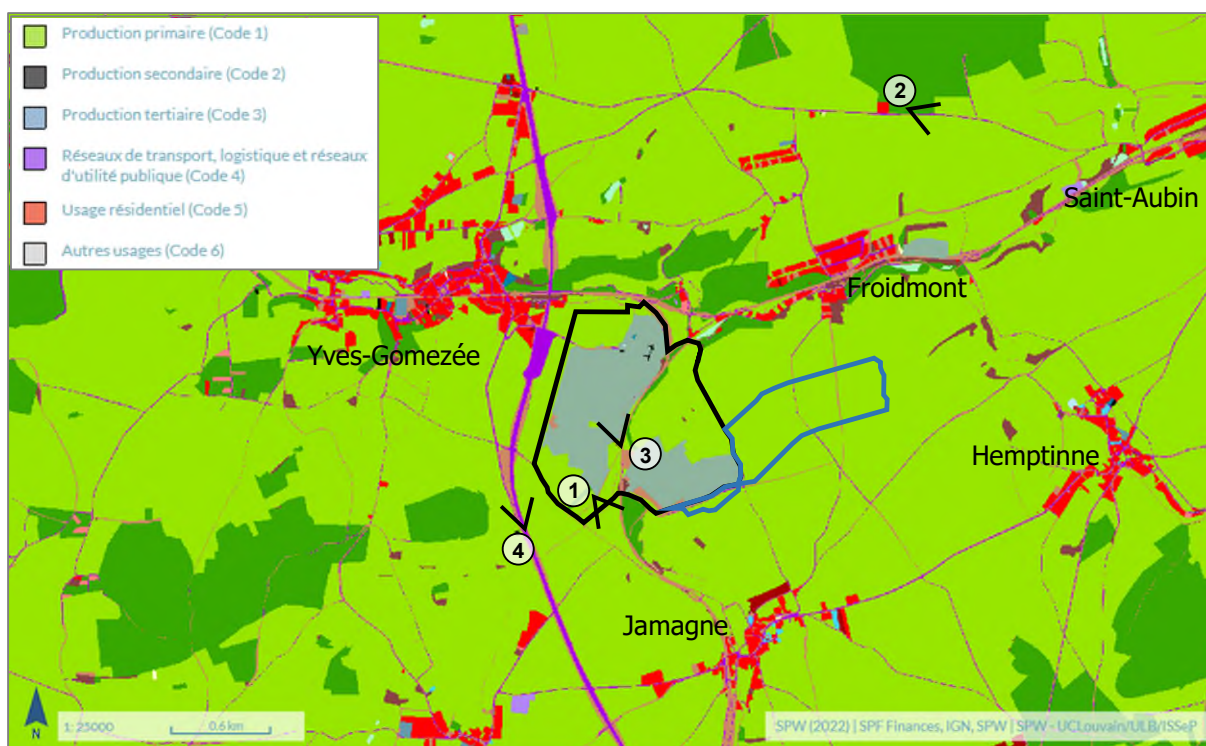 Production primaire (Code 1)
Production secondaire (Code 2)
Production tertiaire (Code 3)
Réseaux de transport, logistique et réseaux
d'utilité publique (Code 4)
Usage résidentiel (Code 5)
Autres usages (Code 6)
2
Saint-Aubin
Froidmont
Yves-Gomezée
Hemptinne
3
1
4
Jamagne
N
1: 25000
0.6 km
SPW (2022) | SPF Finances, IGN, SPW | SPW - UCLouvain/ULB/ISSeP